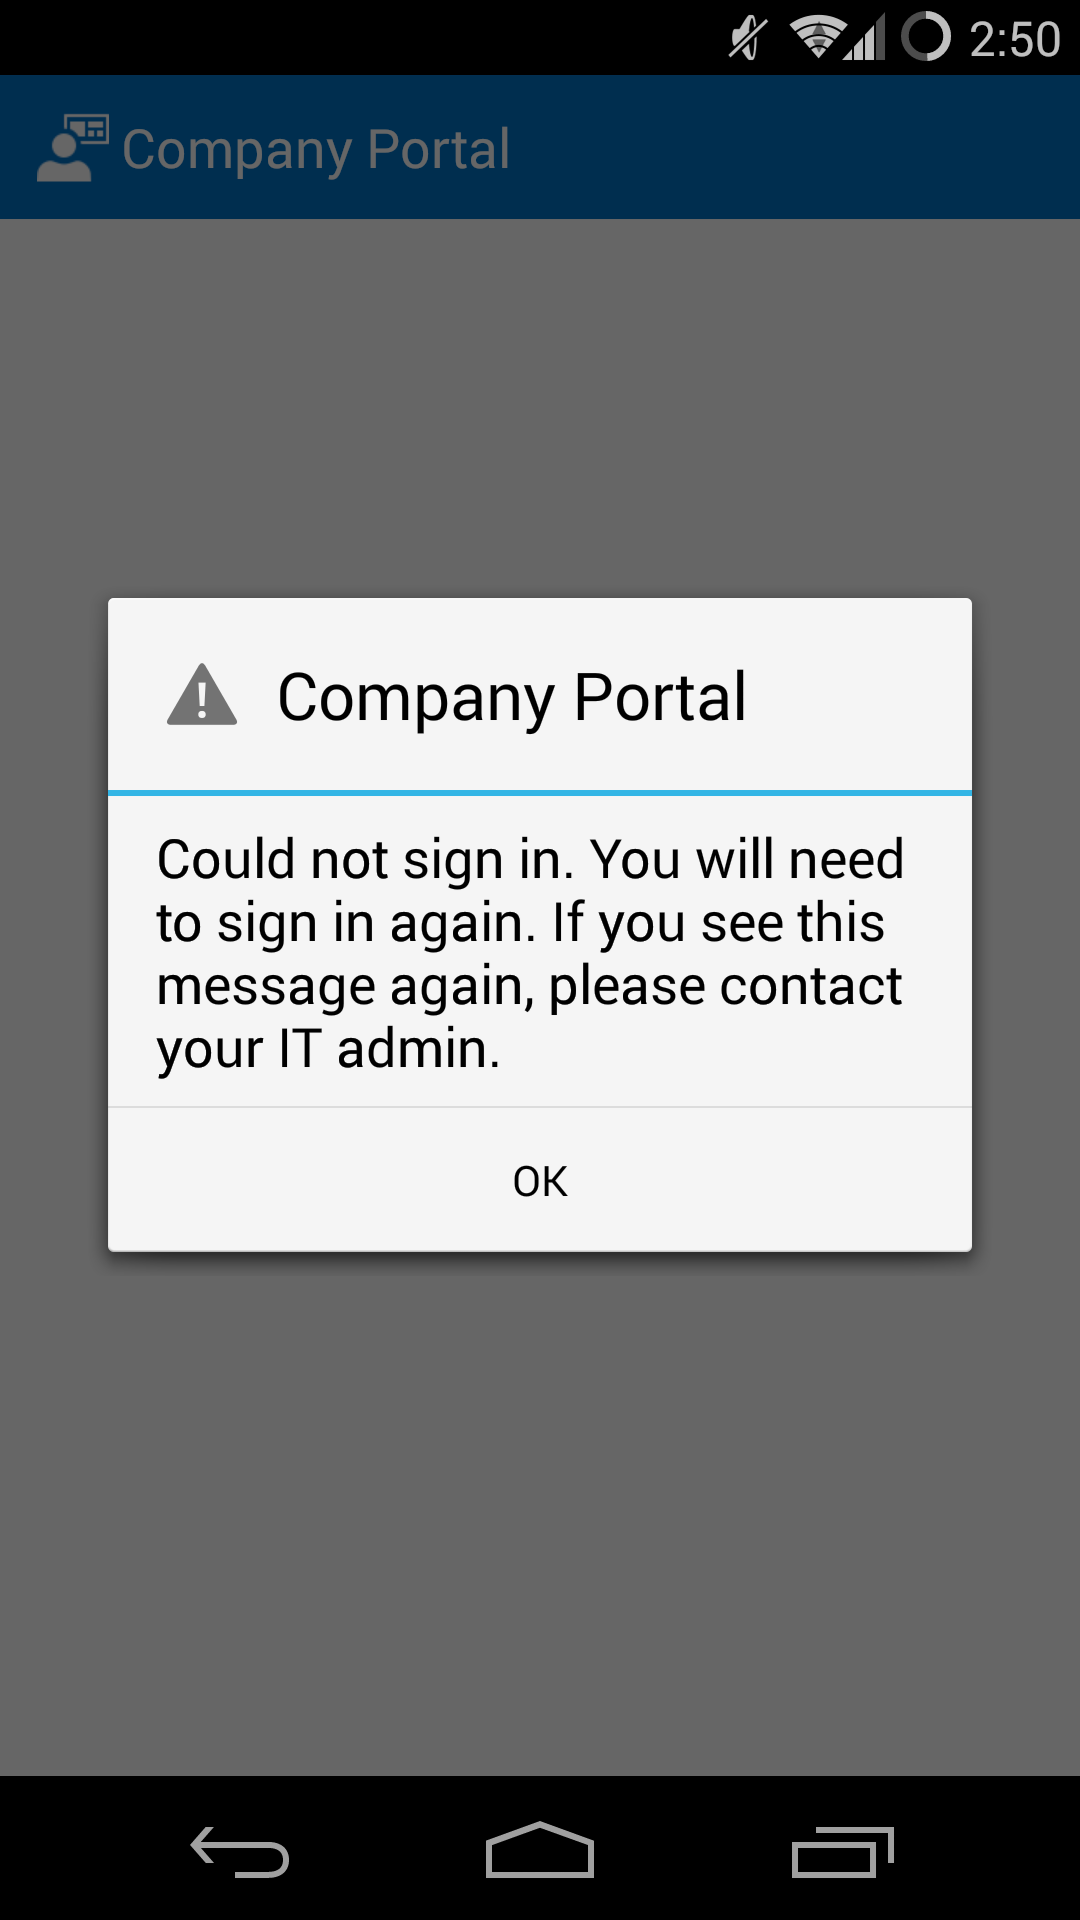 2:50
Company Portal
Company Portal
Could not sign in. You will need
to sign in again. If you see this
message again, please contact
your IT admin.
OK